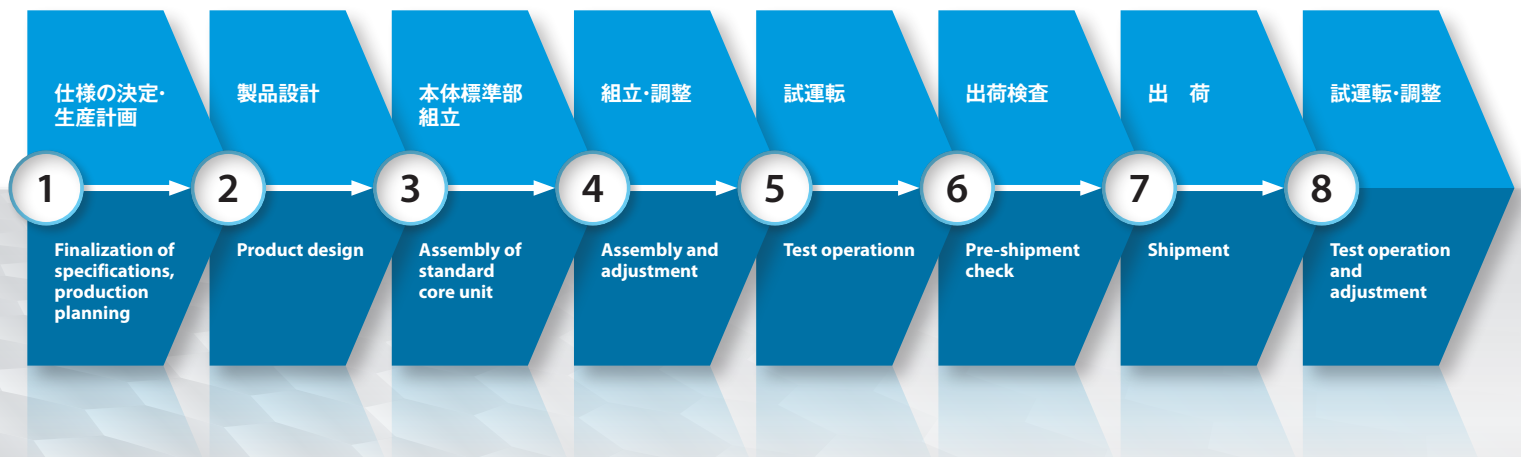 仕様の決定・
生産計画
製品設計
本体標準部
組立
組立・調整
試運転
出荷検査
出　荷
試運転・調整
1
2
3
4
5
6
7
8
Finalization of
specifications,
production
planning
Product design
Assembly of
standard
core unit
Assembly and
adjustment
Test operationn
Pre-shipment
check
Shipment
Test operation
and
adjustment